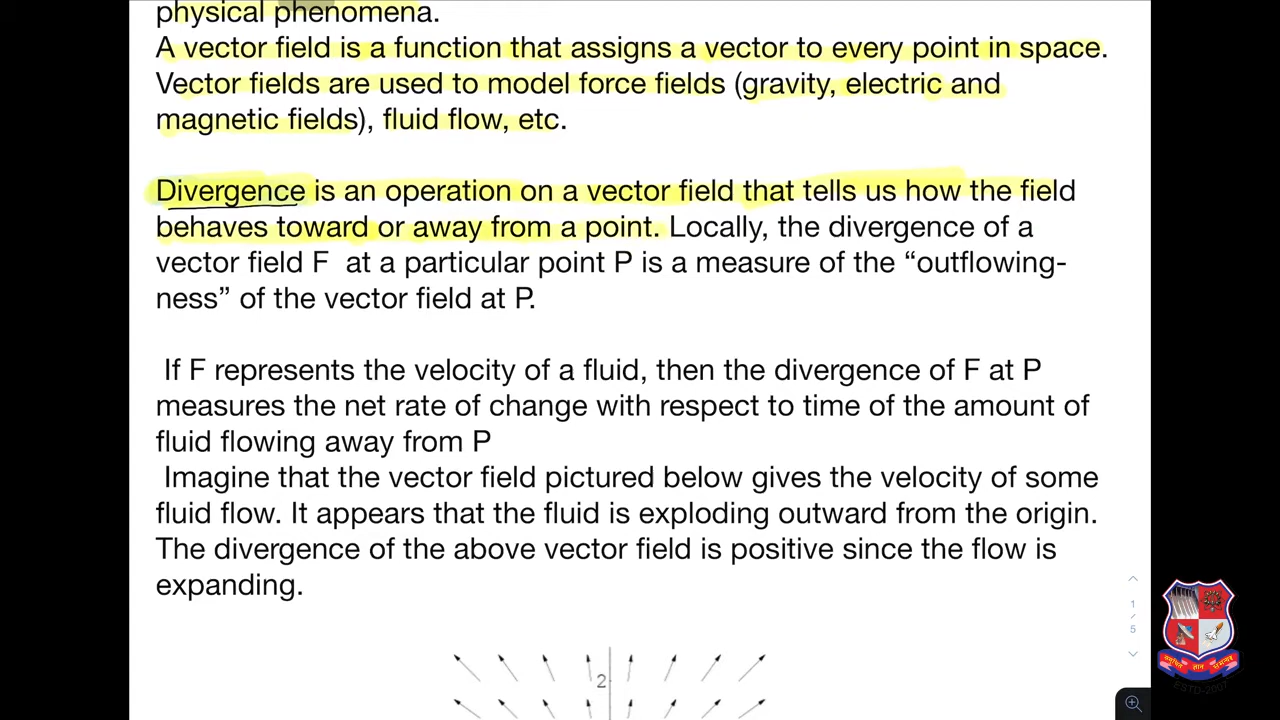 physical phenomena.
A vector field is a function that assigns a vector to every point in space.
Vector fields are used to model force fields (gravity, electric and
magnetic fields), fluid flow, etc.
Divergence is an operation on a vector field that tells us how the field
behaves toward or away from a point. Locally, the divergence of a
vector field F at a particular point P is a measure of the “outflowing-
ness” of the vector field at P.
If F represents the velocity of a fluid, then the divergence of F at P
measures the net rate of change with respect to time of the amount of
fluid flowing away from P
Imagine that the vector field pictured below gives the velocity of some
fluid flow. It appears that the fluid is exploding outward from the origin.
The divergence of the above vector field is positive since the flow is
expanding.
2
1
/
5
ESTD-2007